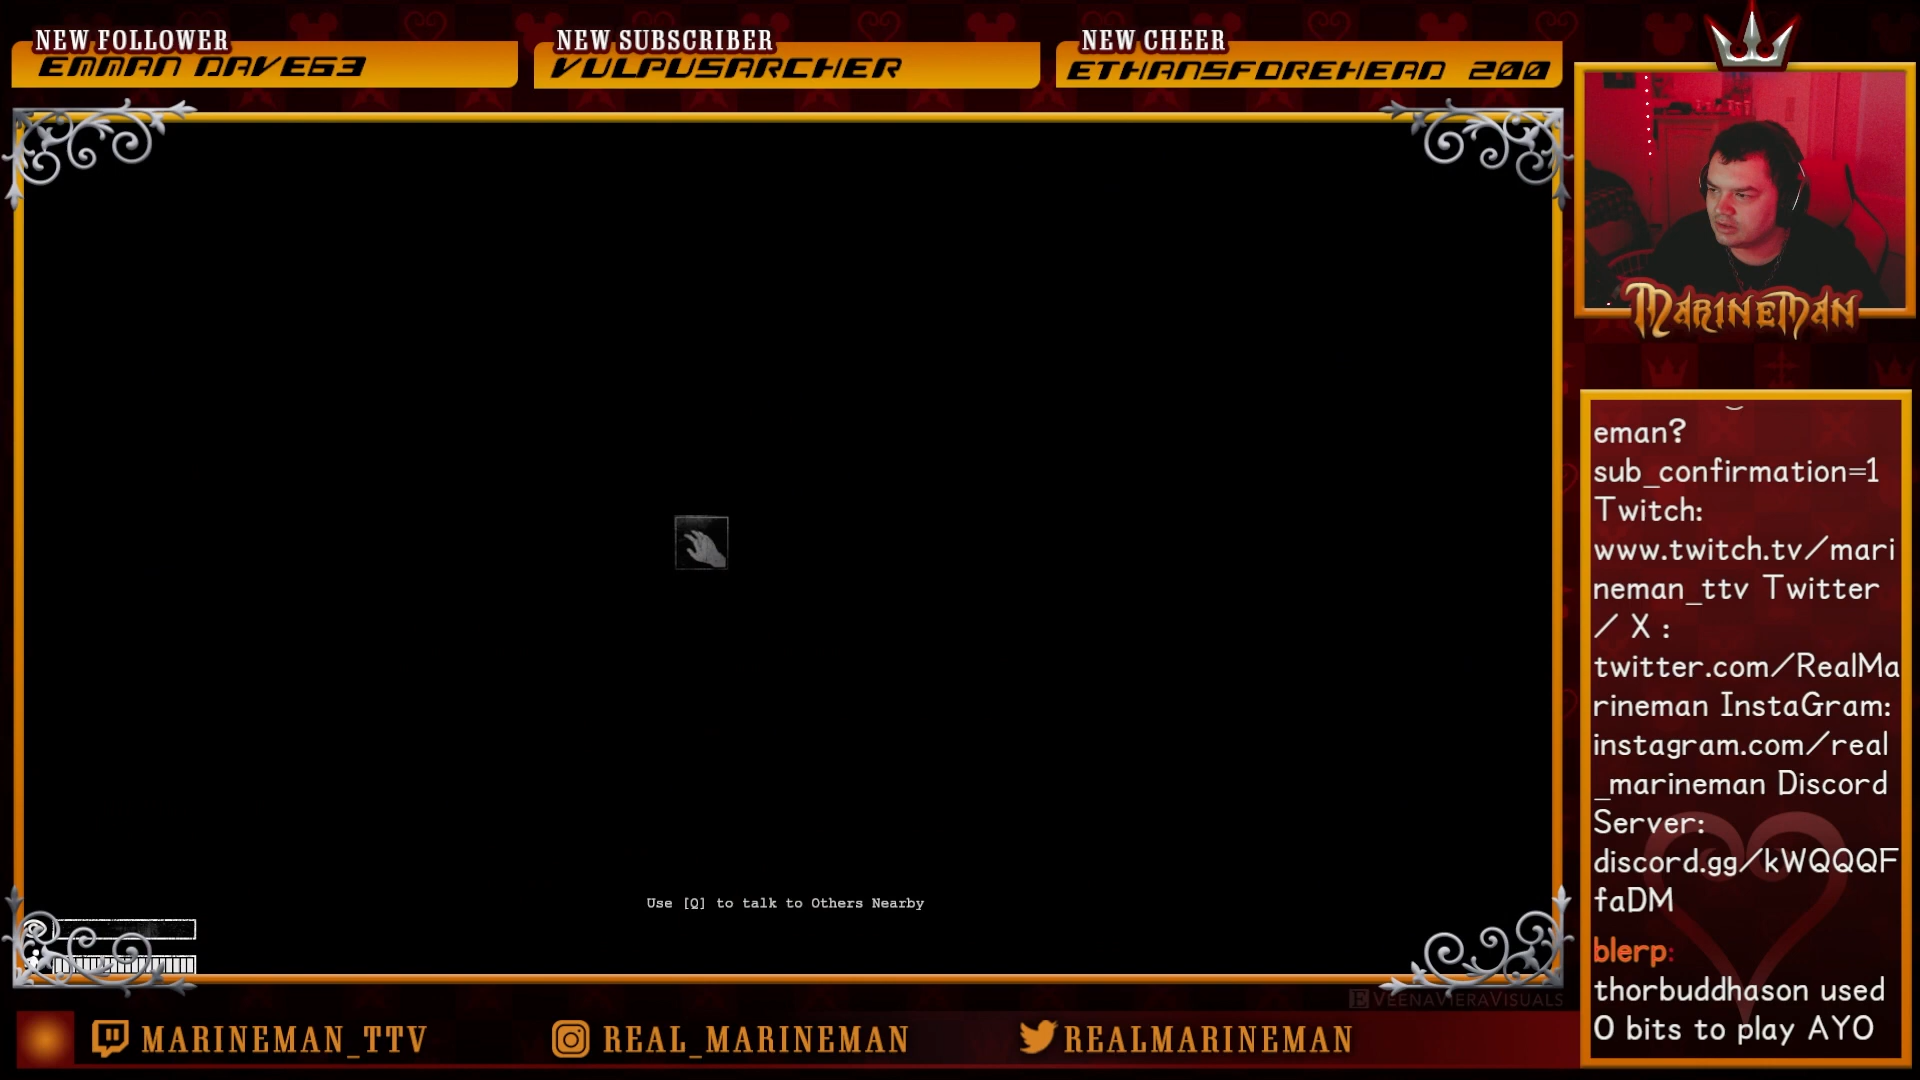 NEW FOLLOWER
EMMAN DAVE63
NEW SUBSCRIBER
VULPUSARCHER
NEW CHEER
ETHANSFOREHEAD 200
MARINEMAN
eman?
sub_confirmation=1
Twitch:
www.twitch.tv/mari
neman_ttv Twitter
/ X :
twitter.com/RealMa
rineman InstaGram:
instagram.com/real
_marineman Discord
Server:
discord.gg/kWQQQF
faDM
blerp:
thorbuddhason used
0 bits to play AYO
Use [Q] to talk to Others Nearby
EVEENAVIERAVISUALS
MARINEMAN_TTV
REAL_MARINEMAN
REALMARINEMAN